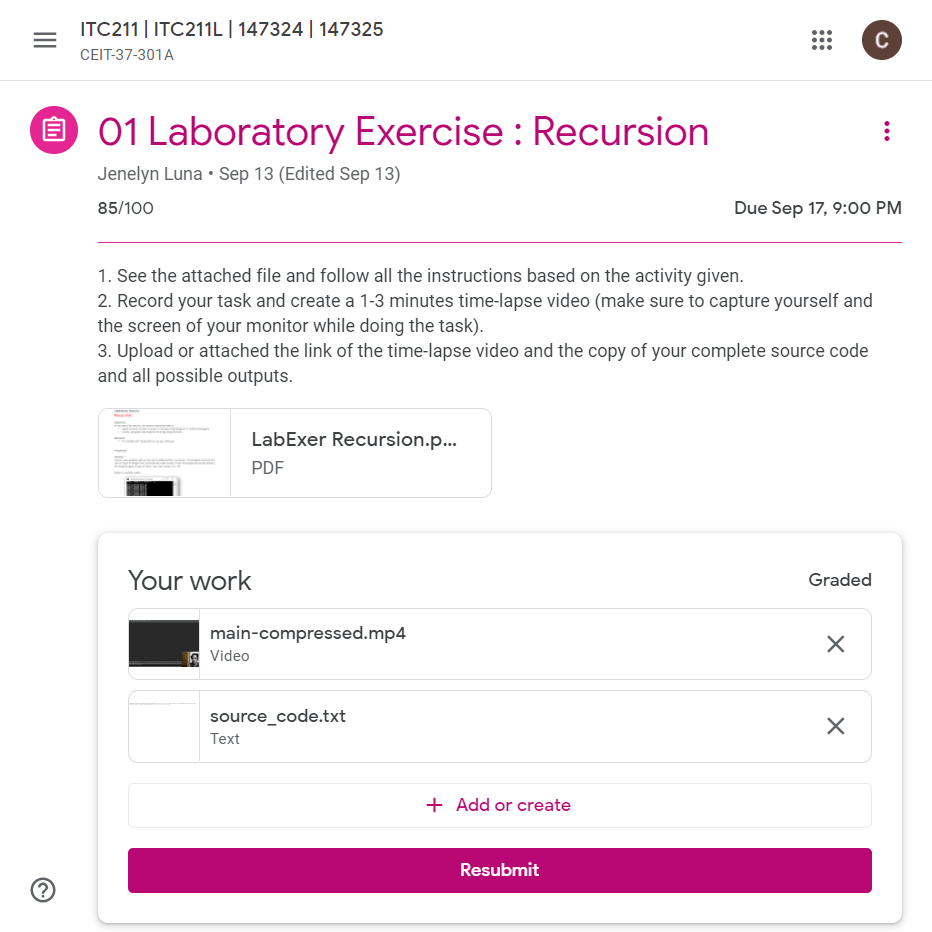 ITC211 | ITC211L | 147324 | 147325
CEIT-37-301A
C
01 Laboratory Exercise : Recursion
Jenelyn Luna • Sep 13 (Edited Sep 13)
85/100
Due Sep 17, 9:00 PM
1. See the attached file and follow all the instructions based on the activity given.
2. Record your task and create a 1-3 minutes time-lapse video (make sure to capture yourself and
the screen of your monitor while doing the task).
3. Upload or attached the link of the time-lapse video and the copy of your complete source code
and all possible outputs.
LabExer Recursion.p...
PDF
Your work
Graded
main-compressed.mp4
Video
source_code.txt
Text
+ Add or create
Resubmit
?